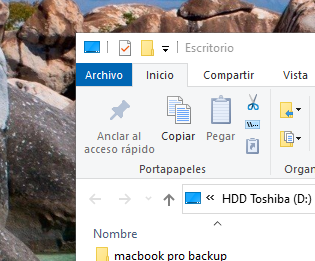 Escritorio
Archivo Inicio Compartir Vista
Anclar al acceso rápido
Copiar
Pegar
Portapapeles
Organ
« HDD Toshiba (D:)
Nombre
macbook pro backup